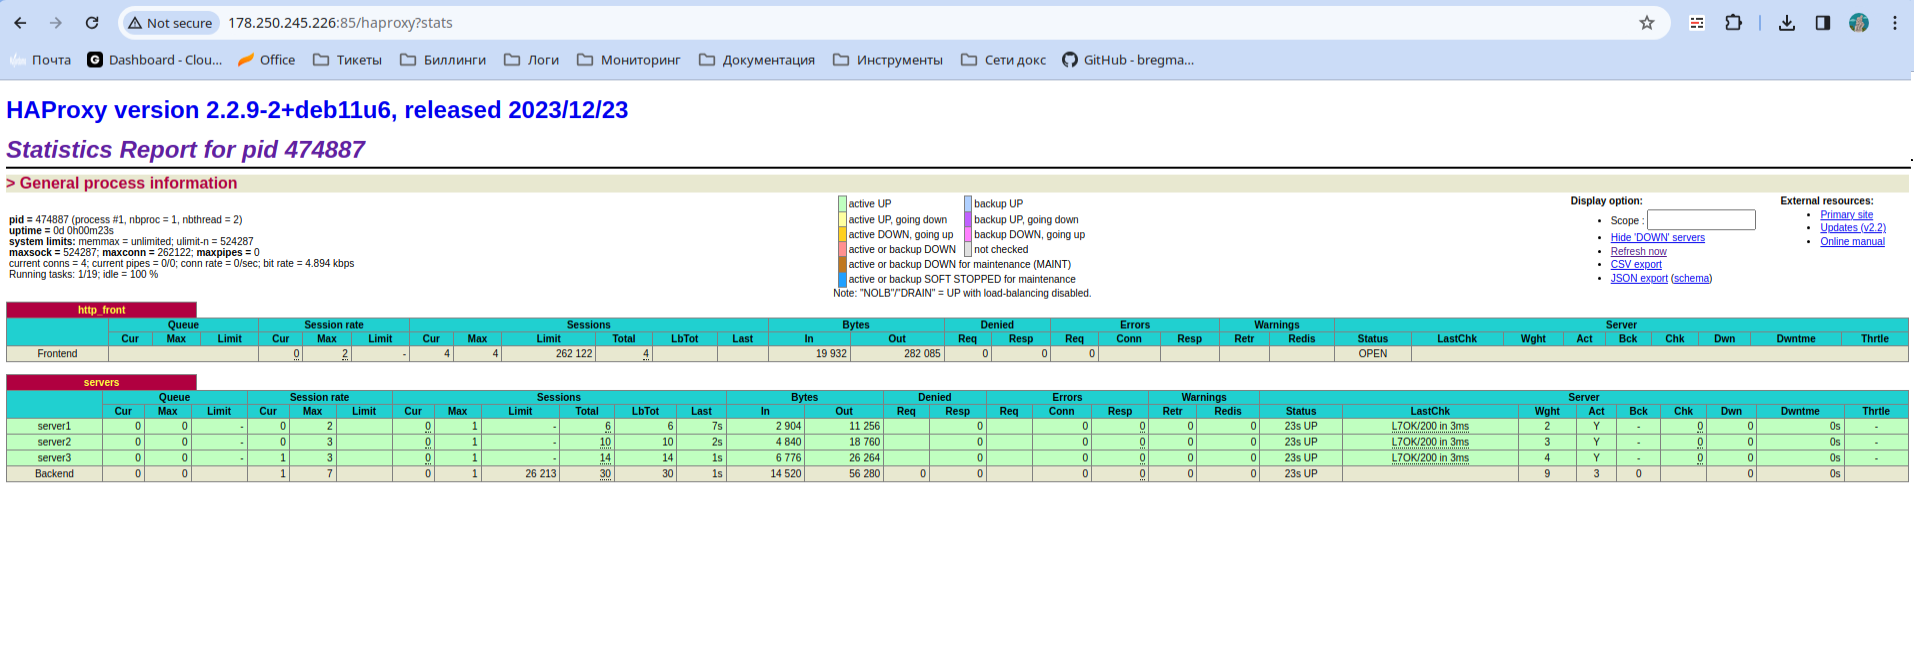 Not secure 178.250.245.226:85/haproxy?stats
Почта Dashboard - Clou... Office Тикеты Биллинги Логи Мониторинг Документация Инструменты Сети докс GitHub - bregma...
HAProxy version 2.2.9-2+deb11u6, released 2023/12/23
Statistics Report for pid 474887
> General process information
pid = 474887 (process #1, nbproc = 1, nbthread = 2)
uptime = 0d 0h00m23s
system limits: memmax = unlimited; ulimit-n = 524287
maxsock = 524287; maxconn = 262122; maxpipes = 0
current conns = 4; current pipes = 0/0; conn rate = 0/sec; bit rate = 4.894 kbps
Running tasks: 1/19; idle = 100 %
active UP backup UP
active UP, going down backup UP, going down
active DOWN, going up backup DOWN, going up
active or backup DOWN not checked
active or backup DOWN for maintenance (MAINT)
active or backup SOFT STOPPED for maintenance
Note: "NOLB"/"DRAIN" = UP with load-balancing disabled.
Display option:
Scope :
Hide 'DOWN' servers
Refresh now
CSV export
JSON export (schema)
External resources:
Primary site
Updates (v2.2)
Online manual
http_front
Queue Session rate Sessions Bytes Denied Errors Warnings Server
Cur Max Limit Cur Max Limit Cur Max Limit Total LbTot Last In Out Req Resp Req Conn Resp Retr Redis Status LastChk Wght Act Bck Chk Dwn Dwntme Thrtle
Frontend 0 2 - 4 4 262 122 4 19 932 282 085 0 0 0 OPEN
servers
Queue Session rate Sessions Bytes Denied Errors Warnings Server
Cur Max Limit Cur Max Limit Cur Max Limit Total LbTot Last In Out Req Resp Req Conn Resp Retr Redis Status LastChk Wght Act Bck Chk Dwn Dwntme Thrtle
server1 0 0 - 0 2 0 1 - 6 6 7s 2 904 11 256 0 0 0 0 0 23s UP L7OK/200 in 3ms 2 Y - 0 0 0s -
server2 0 0 - 0 3 0 1 - 10 10 2s 4 840 18 760 0 0 0 0 0 23s UP L7OK/200 in 3ms 3 Y - 0 0 0s -
server3 0 0 - 1 3 0 1 - 14 14 1s 6 776 26 264 0 0 0 0 0 23s UP L7OK/200 in 3ms 4 Y - 0 0 0s -
Backend 0 0 1 7 0 1 26 213 30 30 1s 14 520 56 280 0 0 0 0 0 0 23s UP 9 3 0 0 0s